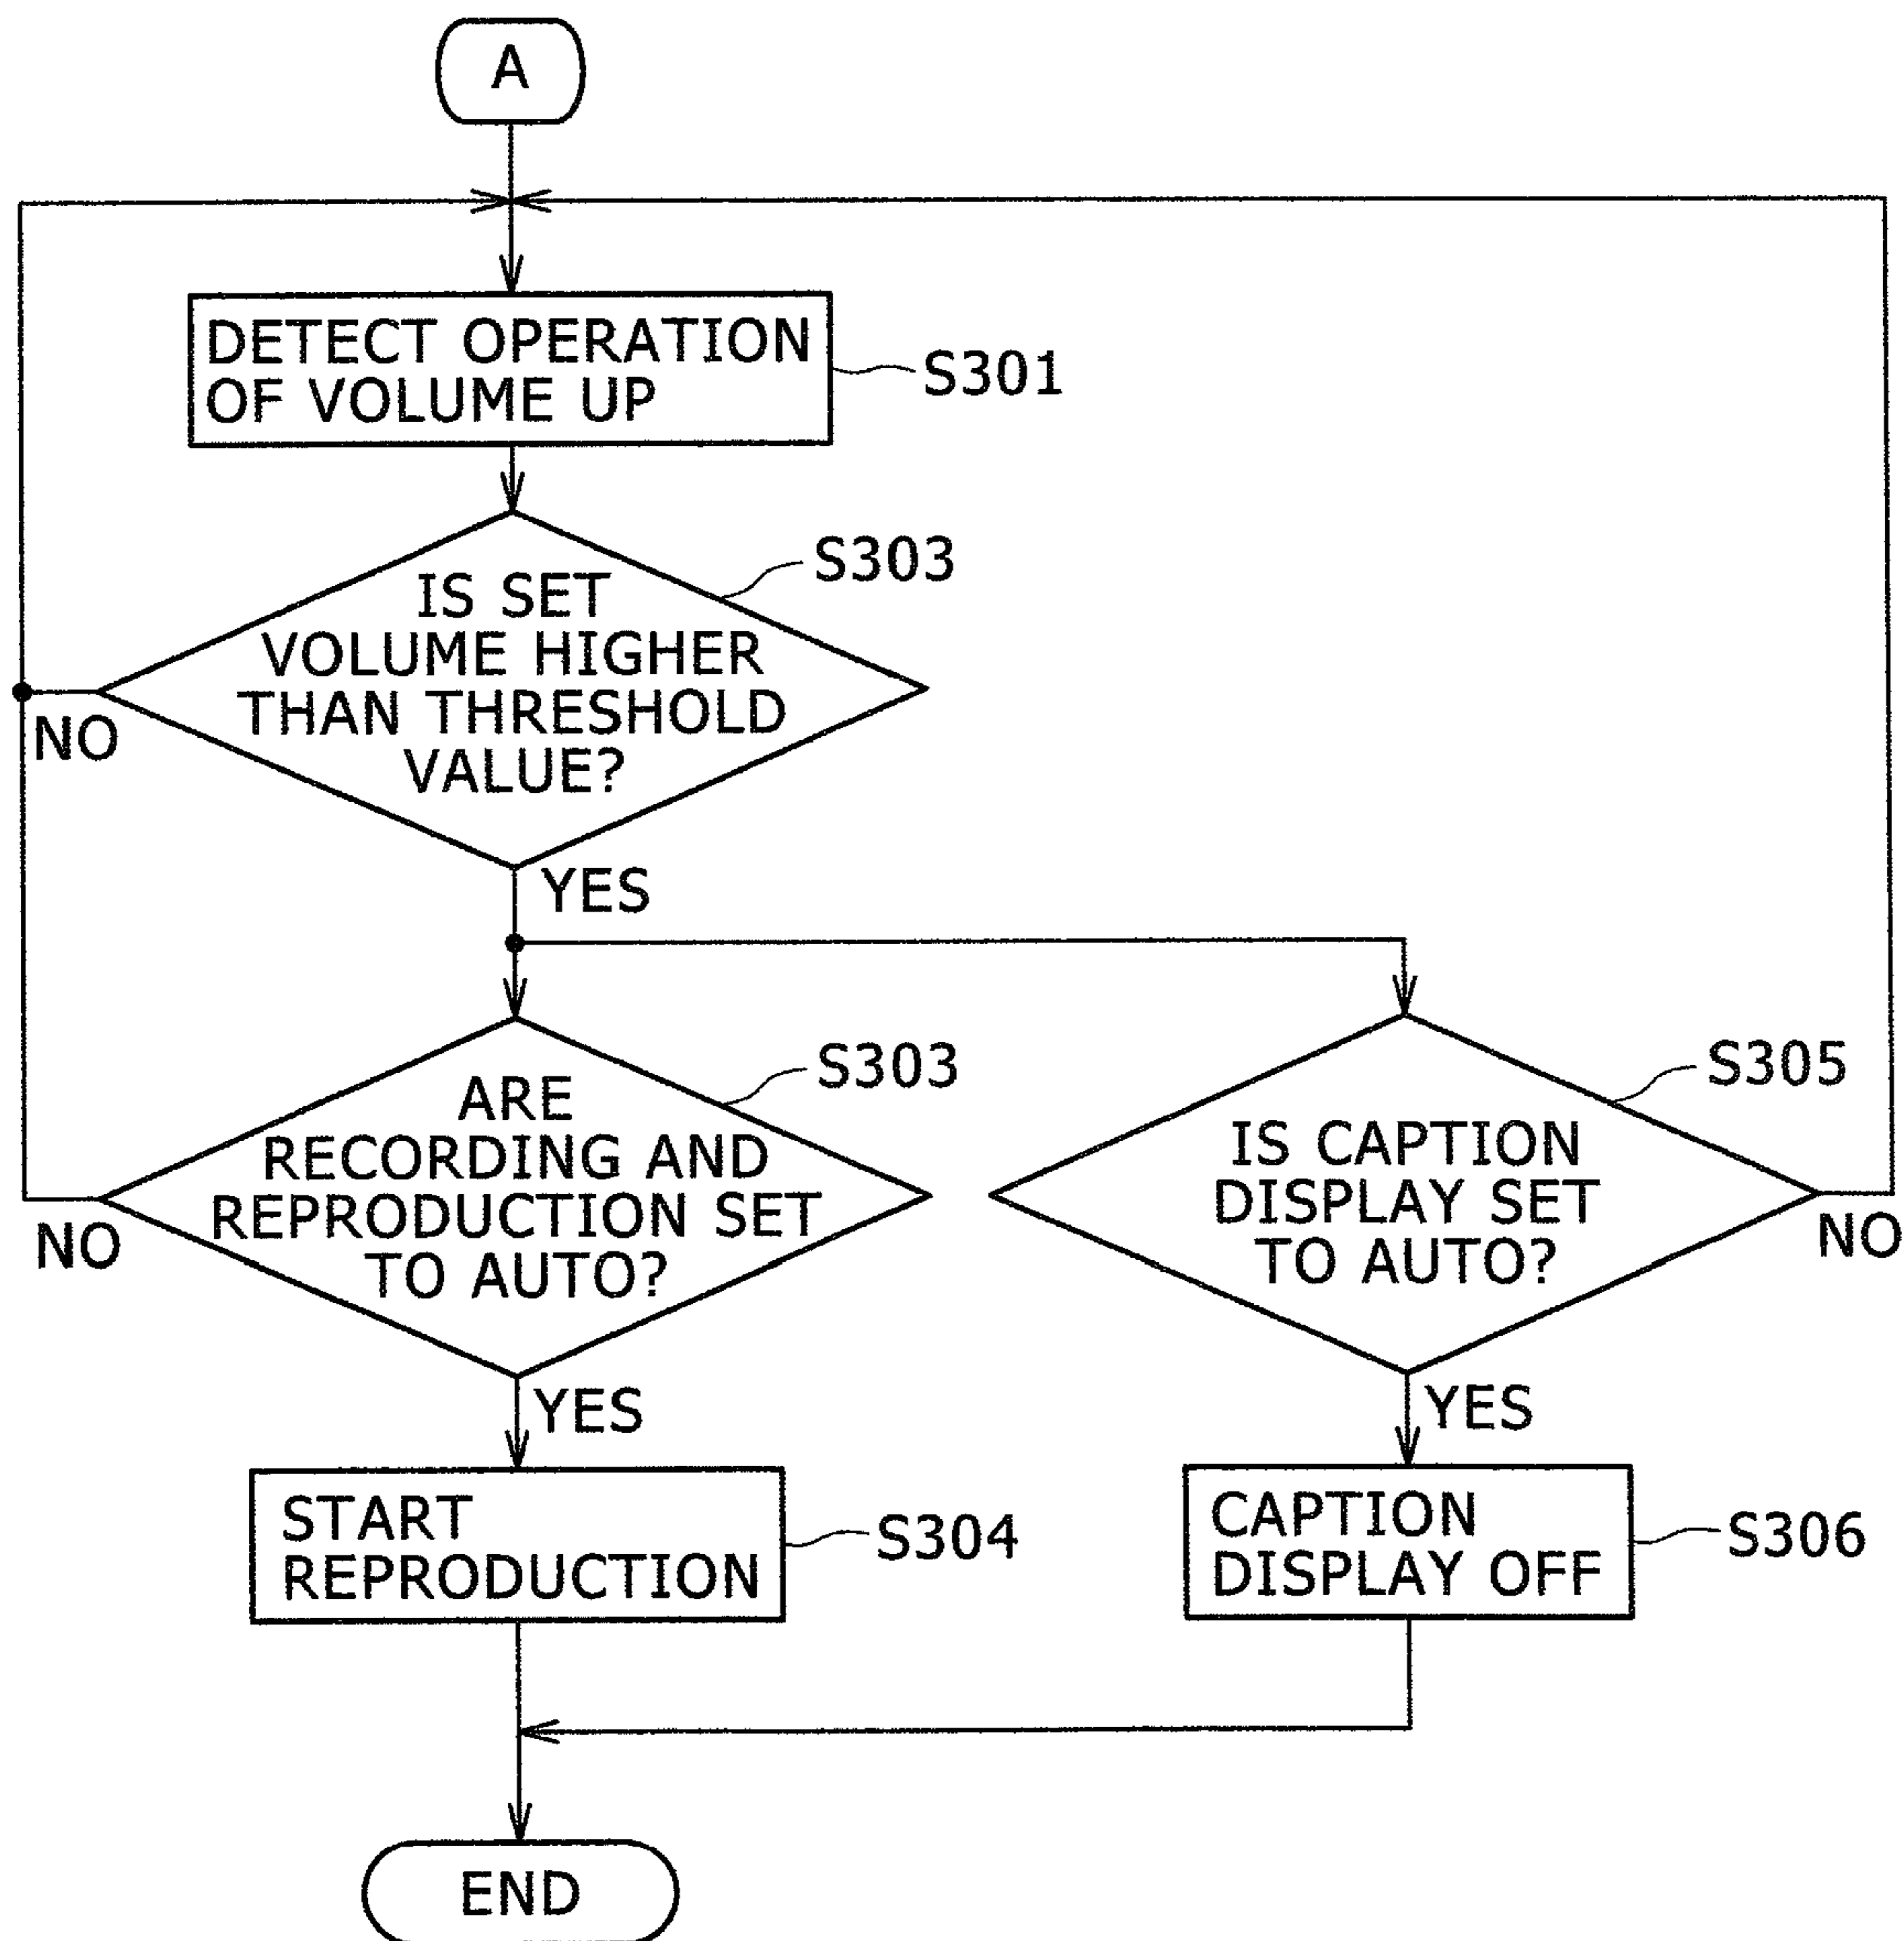 A
DETECT OPERATION
OF VOLUME UP
S301
S303
IS SET
VOLUME HIGHER
THAN THRESHOLD
VALUE?
NO
YES
S303
ARE
RECORDING AND
REPRODUCTION SET
TO AUTO?
NO
YES
S305
IS CAPTION
DISPLAY SET
TO AUTO?
NO
YES
START
REPRODUCTION
S304
CAPTION
DISPLAY OFF
S306
END